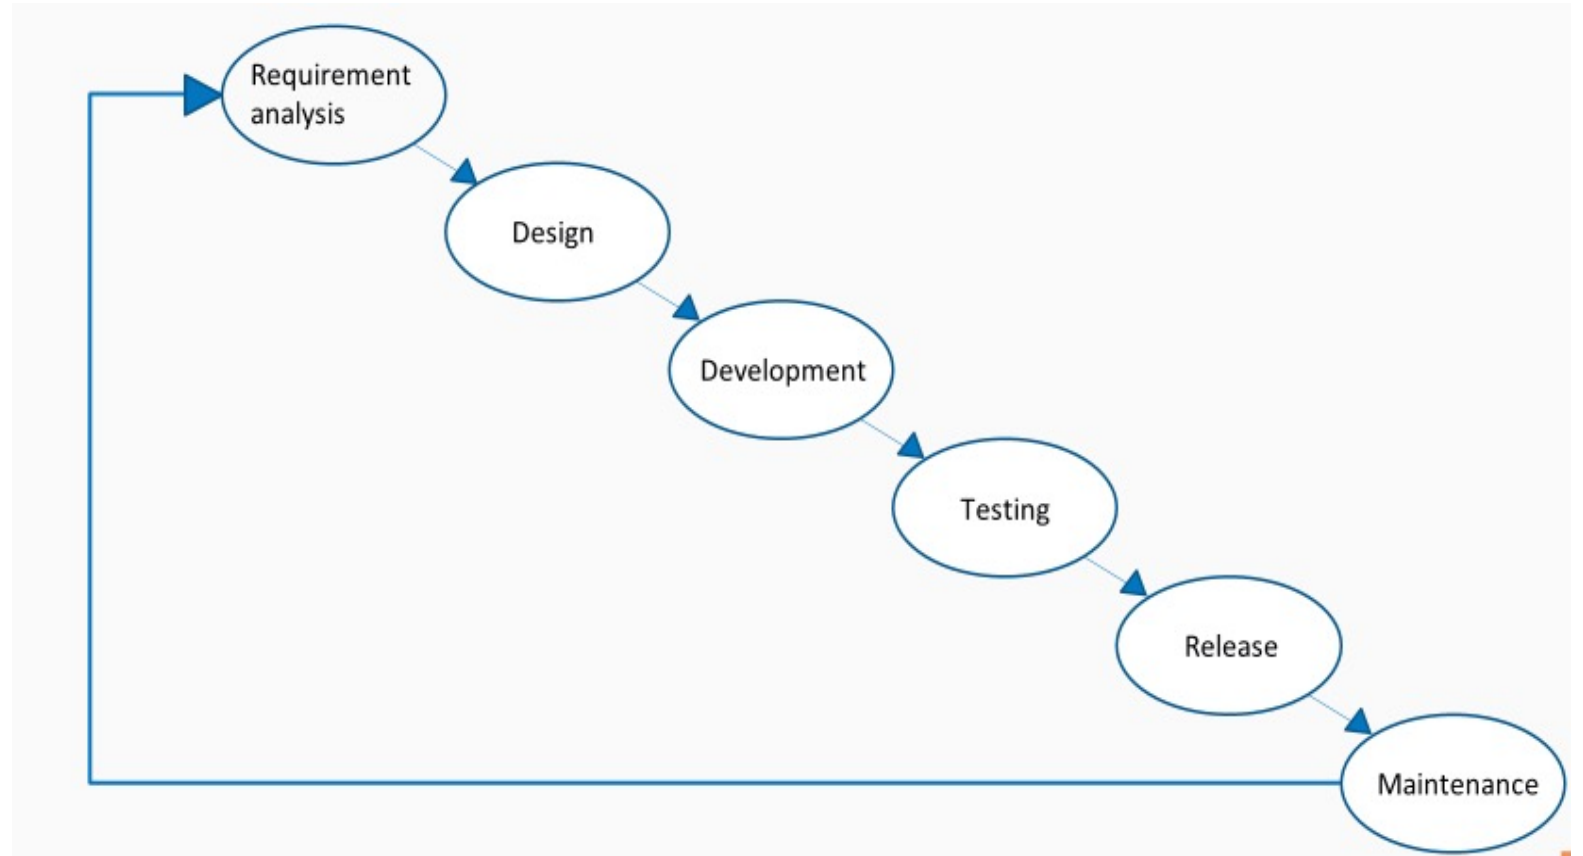 Requirement
analysis
Design
Development
Testing
Release
Maintenance